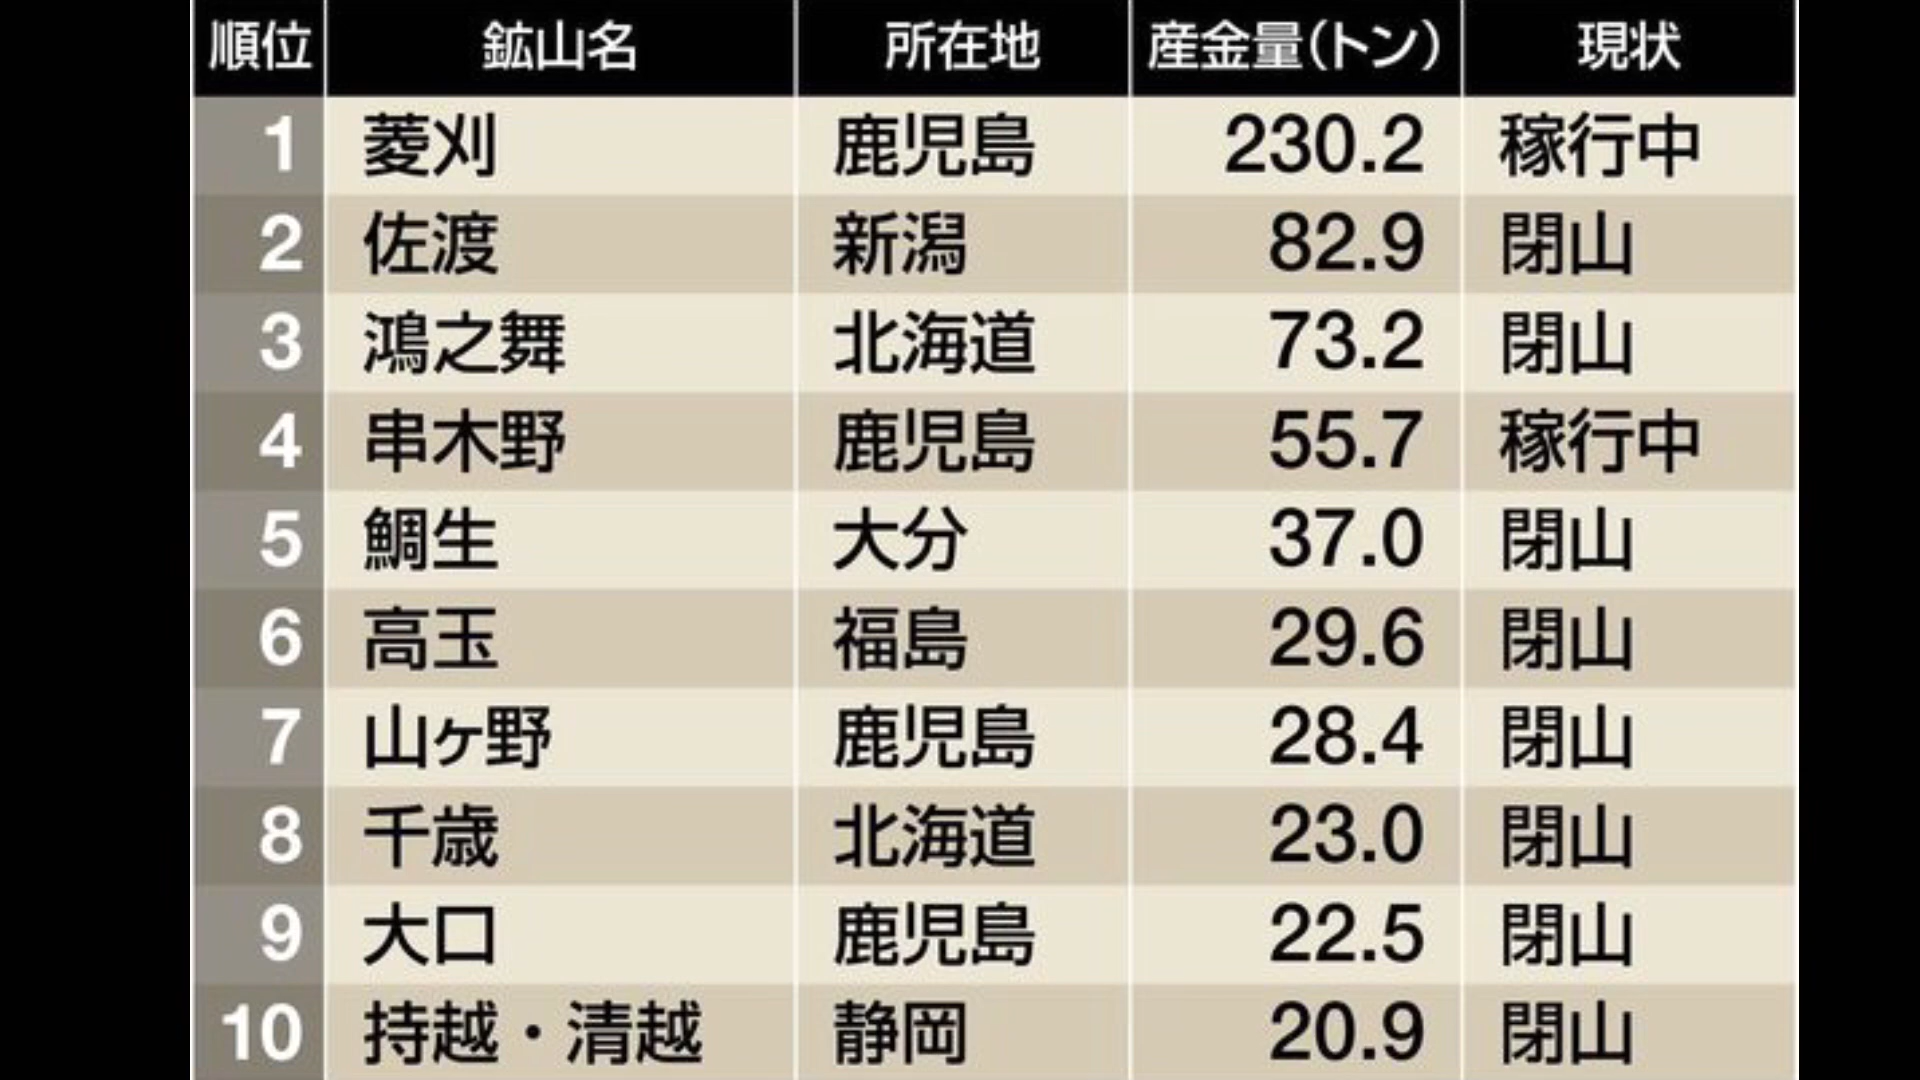 順位 鉱山名 所在地 産金量(トン) 現状
1 菱刈 鹿児島 230.2 稼行中
2 佐渡 新潟 82.9 閉山
3 鴻之舞 北海道 73.2 閉山
4 串木野 鹿児島 55.7 稼行中
5 鯛生 大分 37.0 閉山
6 高玉 福島 29.6 閉山
7 山ヶ野 鹿児島 28.4 閉山
8 千歳 北海道 23.0 閉山
9 大口 鹿児島 22.5 閉山
10 持越・清越 静岡 20.9 閉山